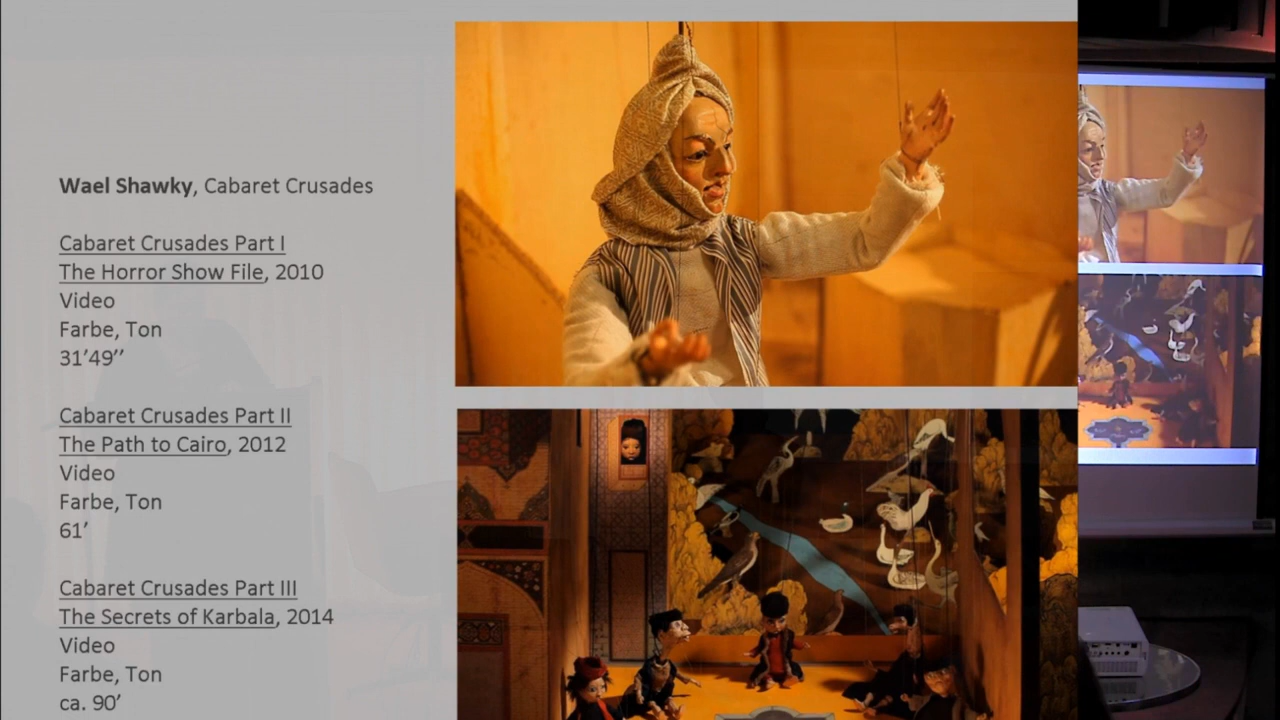 Wael Shawky, Cabaret Crusades
Cabaret Crusades Part I
The Horror Show File, 2010
Video
Farbe, Ton
31’49’’
Cabaret Crusades Part II
The Path to Cairo, 2012
Video
Farbe, Ton
61’
Cabaret Crusades Part III
The Secrets of Karbala, 2014
Video
Farbe, Ton
ca. 90’